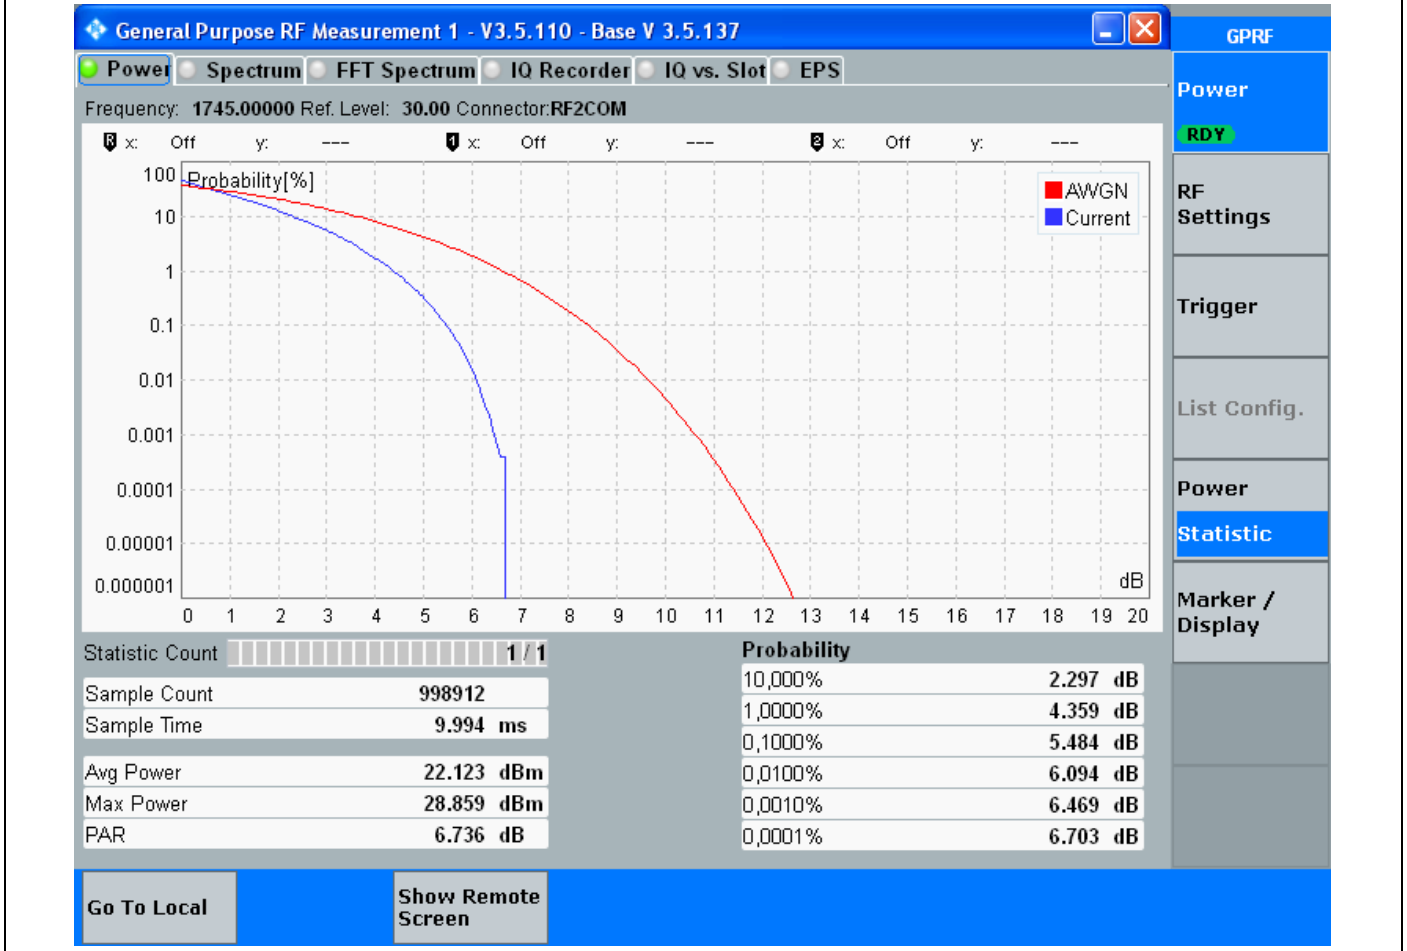 General Purpose RF Measurement 1 - V3.5.110 - Base V 3.5.137
GPRF
Power Spectrum FFT Spectrum IQ Recorder IQ vs. Slot EPS
Frequency: 1745.00000 Ref. Level: 30.00 Connector:RF2COM
R x: Off y: --- 1 x: Off y: --- 2 x: Off y: ---
Probability[%]
AWGN
Current
100
10
1
0.1
0.01
0.001
0.0001
0.00001
0.000001
dB
0 1 2 3 4 5 6 7 8 9 10 11 12 13 14 15 16 17 18 19 20
Statistic Count 1 / 1
Sample Count 998912
Sample Time 9.994 ms
Avg Power 22.123 dBm
Max Power 28.859 dBm
PAR 6.736 dB
Probability
10,000% 2.297 dB
1,0000% 4.359 dB
0,1000% 5.484 dB
0,0100% 6.094 dB
0,0010% 6.469 dB
0,0001% 6.703 dB
Power
RDY
RF
Settings
Trigger
List Config.
Power
Statistic
Marker /
Display
Go To Local
Show Remote
Screen